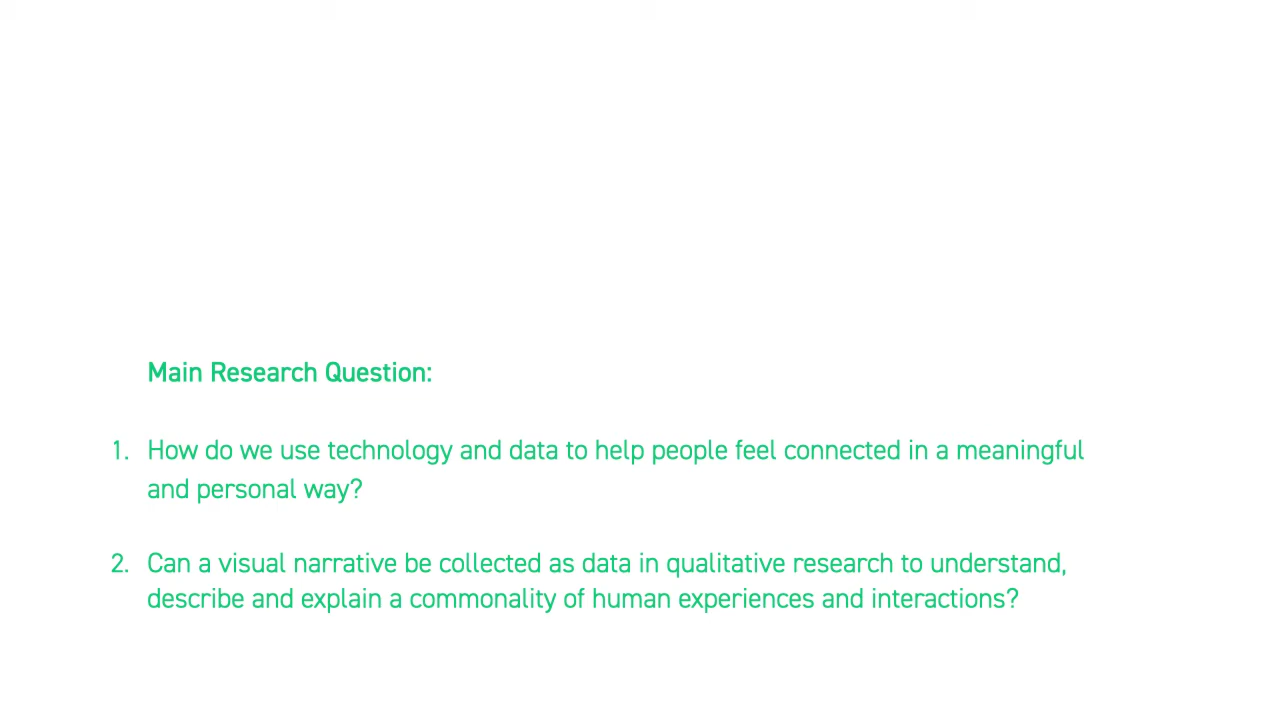 Main Research Question:
1. How do we use technology and data to help people feel connected in a meaningful
and personal way?
2. Can a visual narrative be collected as data in qualitative research to understand,
describe and explain a commonality of human experiences and interactions?